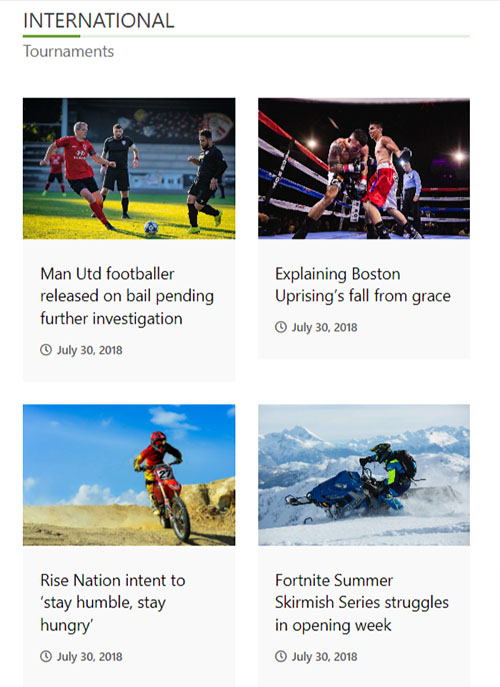 INTERNATIONAL
Tournaments
Man Utd footballer
released on bail pending
further investigation
July 30, 2018
Explaining Boston
Uprising’s fall from grace
July 30, 2018
Rise Nation intent to
‘stay humble, stay
hungry’
July 30, 2018
Fortnite Summer
Skirmish Series struggles
in opening week
July 30, 2018